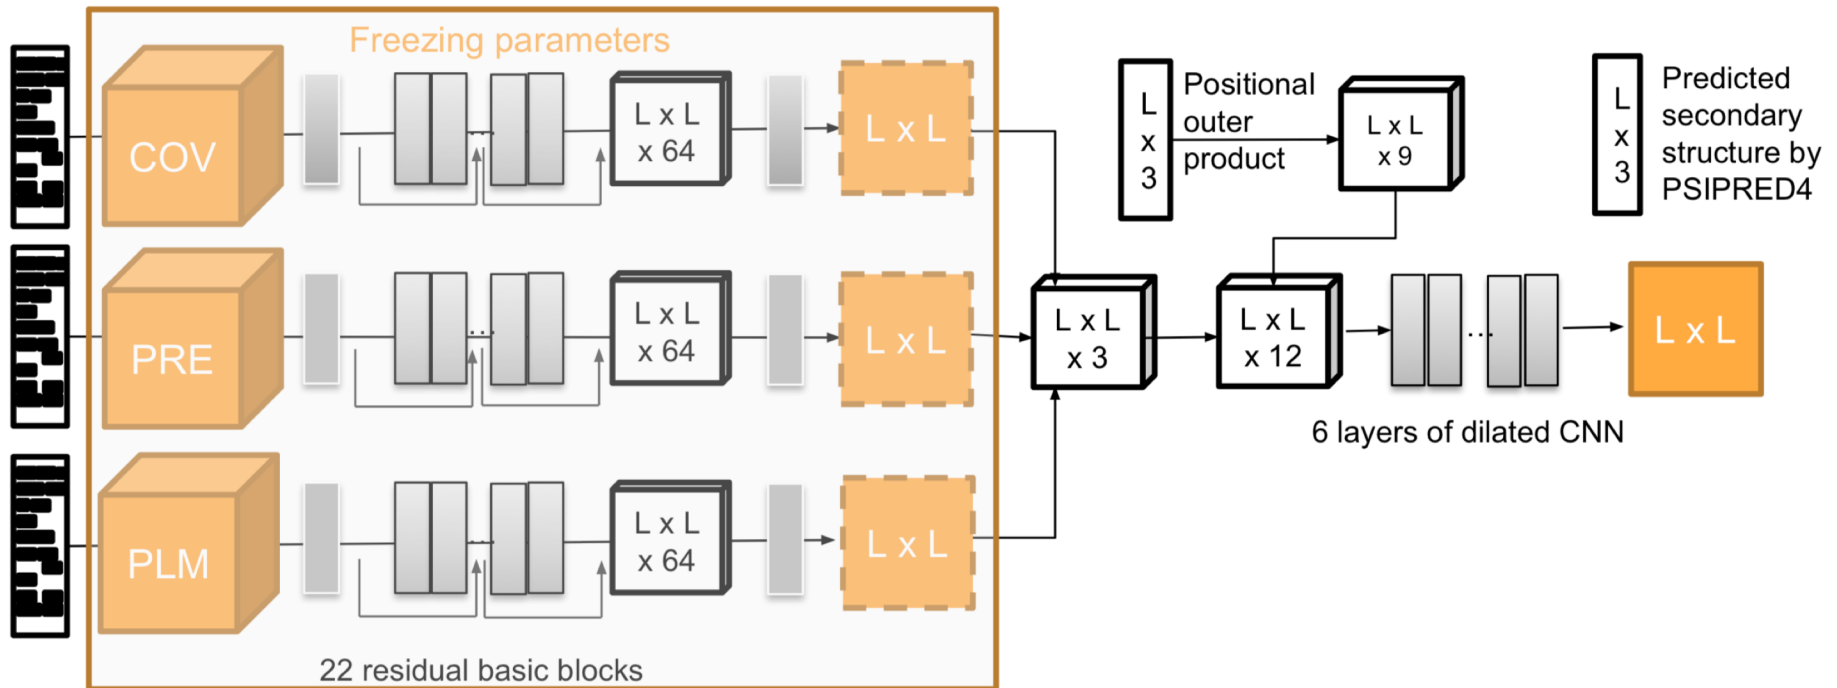 Freezing parameters
COV
...
L x L
x 64
L x L
PRE
...
L x L
x 64
L x L
PLM
...
L x L
x 64
L x L
22 residual basic blocks
L
x
3
Positional
outer
product
L x L
x 9
L
x
3
Predicted
secondary
structure by
PSIPRED4
L x L
x 3
L x L
x 12
...
L x L
6 layers of dilated CNN